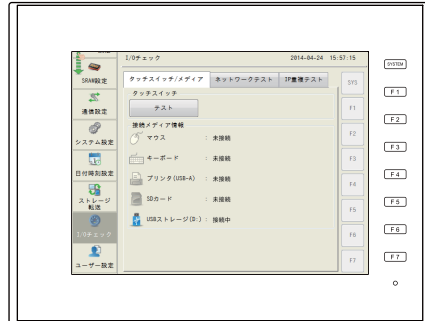 I/Oチェック 2014-04-24 15:57:15
SRAM設定
通信設定
システム設定
日付時刻設定
ストレージ
転送
I/Oチェック
ユーザー設定
タッチスイッチ/メディア ネットワークテスト IP重複テスト
タッチスイッチ
テスト
接続メディア情報
マウス : 未接続
キーボード : 未接続
プリンタ(USB-A) : 未接続
SDカード : 未接続
USBストレージ(D:) : 接続中
SYS
F1
F2
F3
F4
F5
F6
F7
SYSTEM
F1
F2
F3
F4
F5
F6
F7